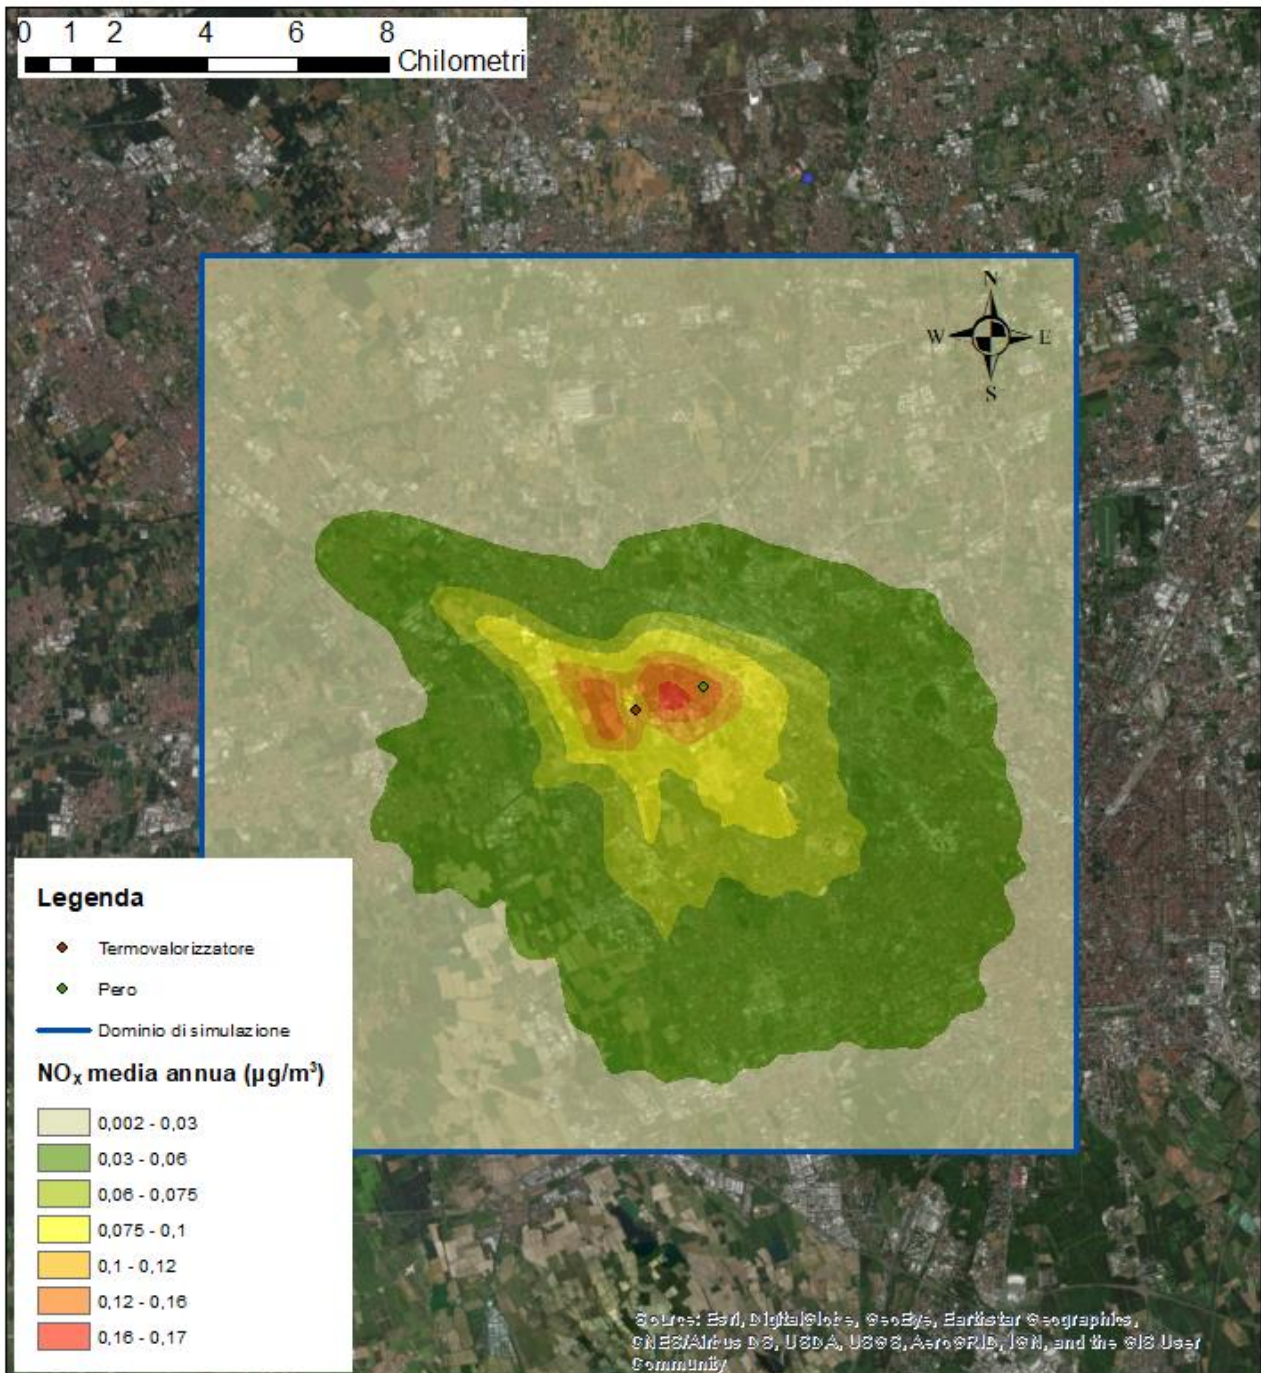 0 1 2 4 6 8
Chilometri
N
W E
S
Legenda
Termovalorizzatore
Pero
Dominio di simulazione
NOₓ media annua (µg/m³)
0,002 - 0,03
0,03 - 0,06
0,06 - 0,075
0,075 - 0,1
0,1 - 0,12
0,12 - 0,16
0,16 - 0,17
Source: Esri, DigitalGlobe, GeoEye, Earthstar Geographics,
CNES/Airbus DS, USDA, USGS, AeroGRID, IGN, and the GIS User
Community